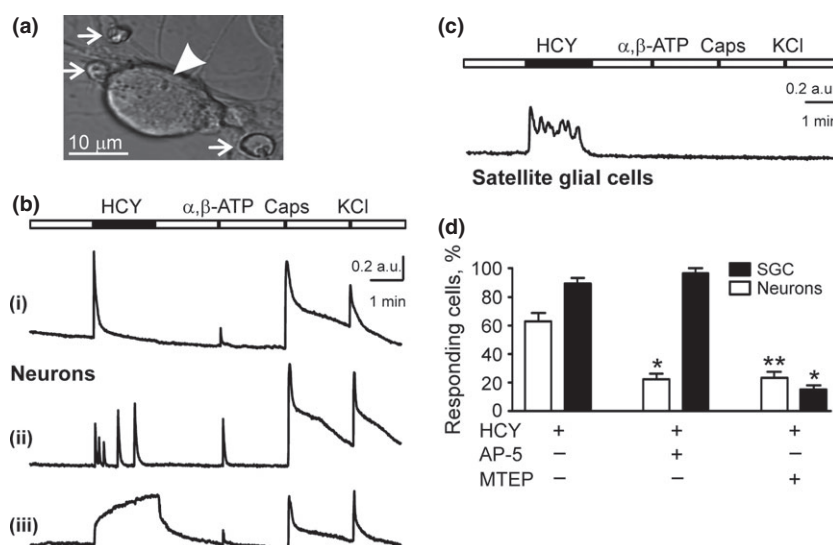 (a)
10 μm
(b)
HCY α,β-ATP Caps KCl
0.2 a.u.
1 min
(i)
Neurons
(ii)
(iii)
(c)
HCY α,β-ATP Caps KCl
0.2 a.u.
1 min
Satellite glial cells
(d)
Responding cells, %
100
80
60
40
20
0
SGC
Neurons
*
**
*
HCY + + +
AP-5 – + –
MTEP – – +